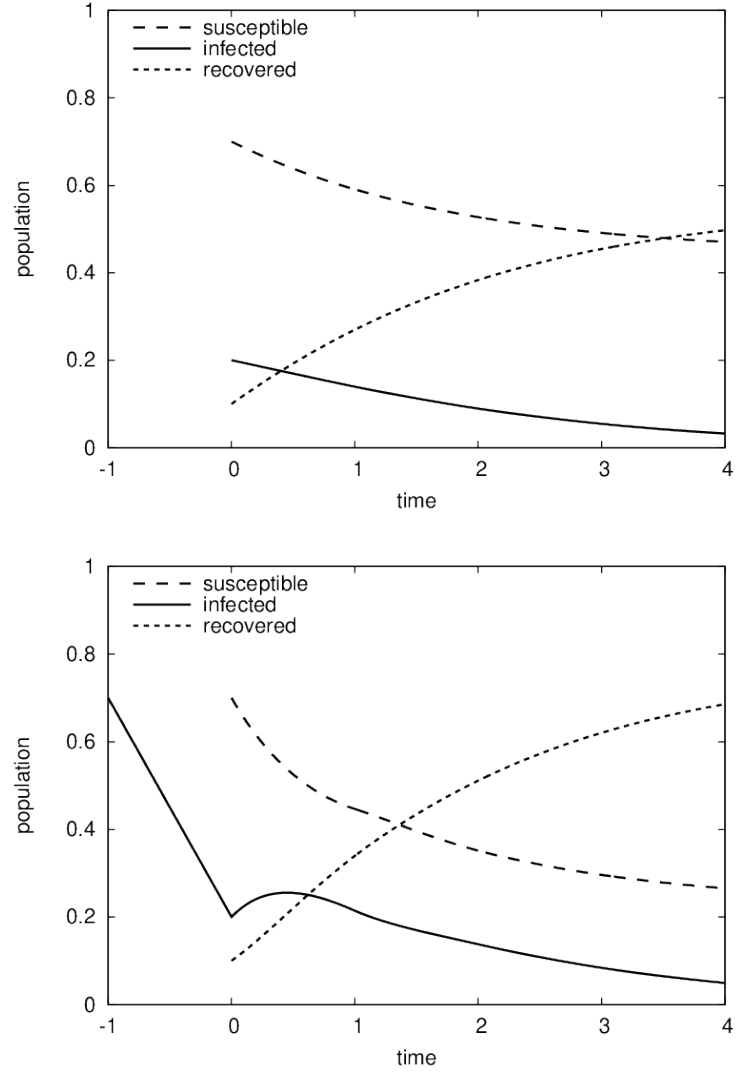 1
susceptible
infected
recovered
0.8
0.6
0.4
0.2
0
population
-1 0 1 2 3 4
time
1
susceptible
infected
recovered
0.8
0.6
0.4
0.2
0
population
-1 0 1 2 3 4
time